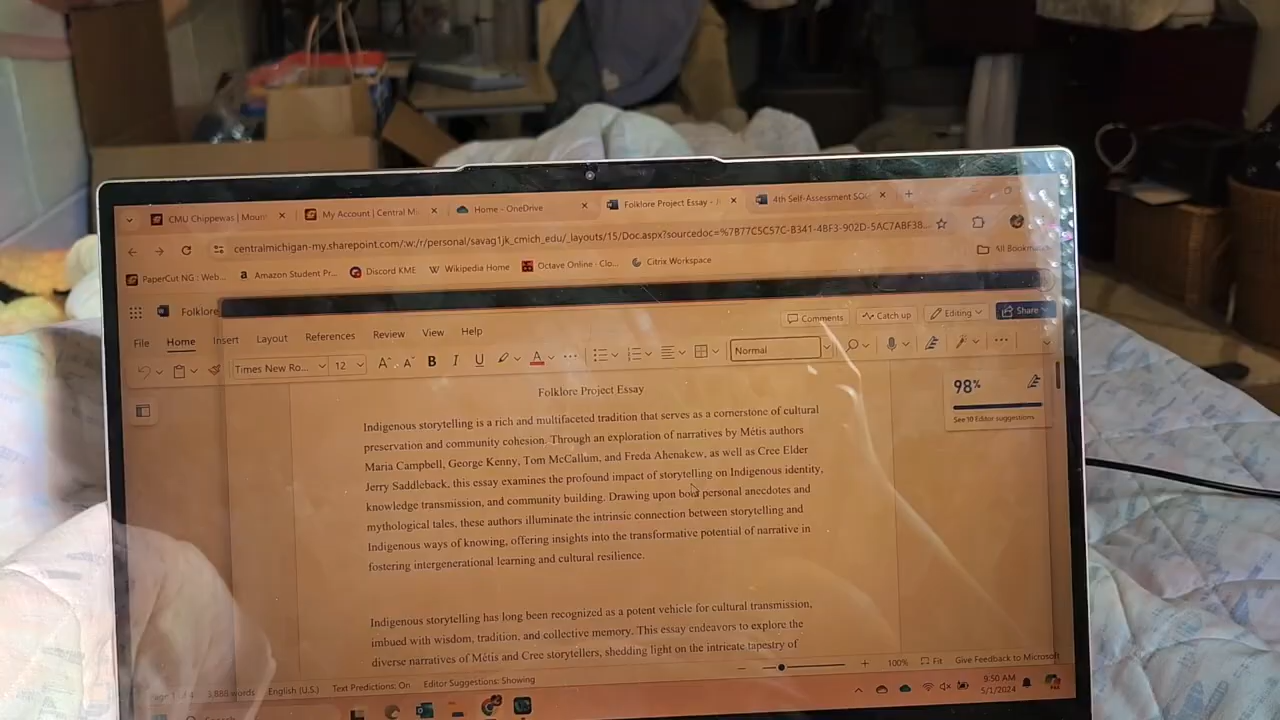 CMU Chippewas | Moun
My Account | Central Mi
Home - OneDrive
Folklore Project Essay - J
4th Self-Assessment SOC
centralmichigan-my.sharepoint.com/:w:/r/personal/savag1jk_cmich_edu/_layouts/15/Doc.aspx?sourcedoc=%7B77C5C57C-B341-4BF3-902D-5AC7ABF38...
PaperCut NG : Web... Amazon Student Pr... Discord KME Wikipedia Home Octave Online · Clo... Citrix Workspace All Bookma
Folklore
File Home Insert Layout References Review View Help Comments Catch up Editing Share
Times New Ro... 12 A A B I U A Normal
98%
See 10 Editor suggestions
Folklore Project Essay
Indigenous storytelling is a rich and multifaceted tradition that serves as a cornerstone of cultural
preservation and community cohesion. Through an exploration of narratives by Métis authors
Maria Campbell, George Kenny, Tom McCallum, and Freda Ahenakew, as well as Cree Elder
Jerry Saddleback, this essay examines the profound impact of storytelling on Indigenous identity,
knowledge transmission, and community building. Drawing upon both personal anecdotes and
mythological tales, these authors illuminate the intrinsic connection between storytelling and
Indigenous ways of knowing, offering insights into the transformative potential of narrative in
fostering intergenerational learning and cultural resilience.
Indigenous storytelling has long been recognized as a potent vehicle for cultural transmission,
imbued with wisdom, tradition, and collective memory. This essay endeavors to explore the
diverse narratives of Métis and Cree storytellers, shedding light on the intricate tapestry of
3,888 words English (U.S.) Text Predictions: On Editor Suggestions: Showing 100% Fit Give Feedback to Microsoft
Search
9:50 AM
5/1/2024